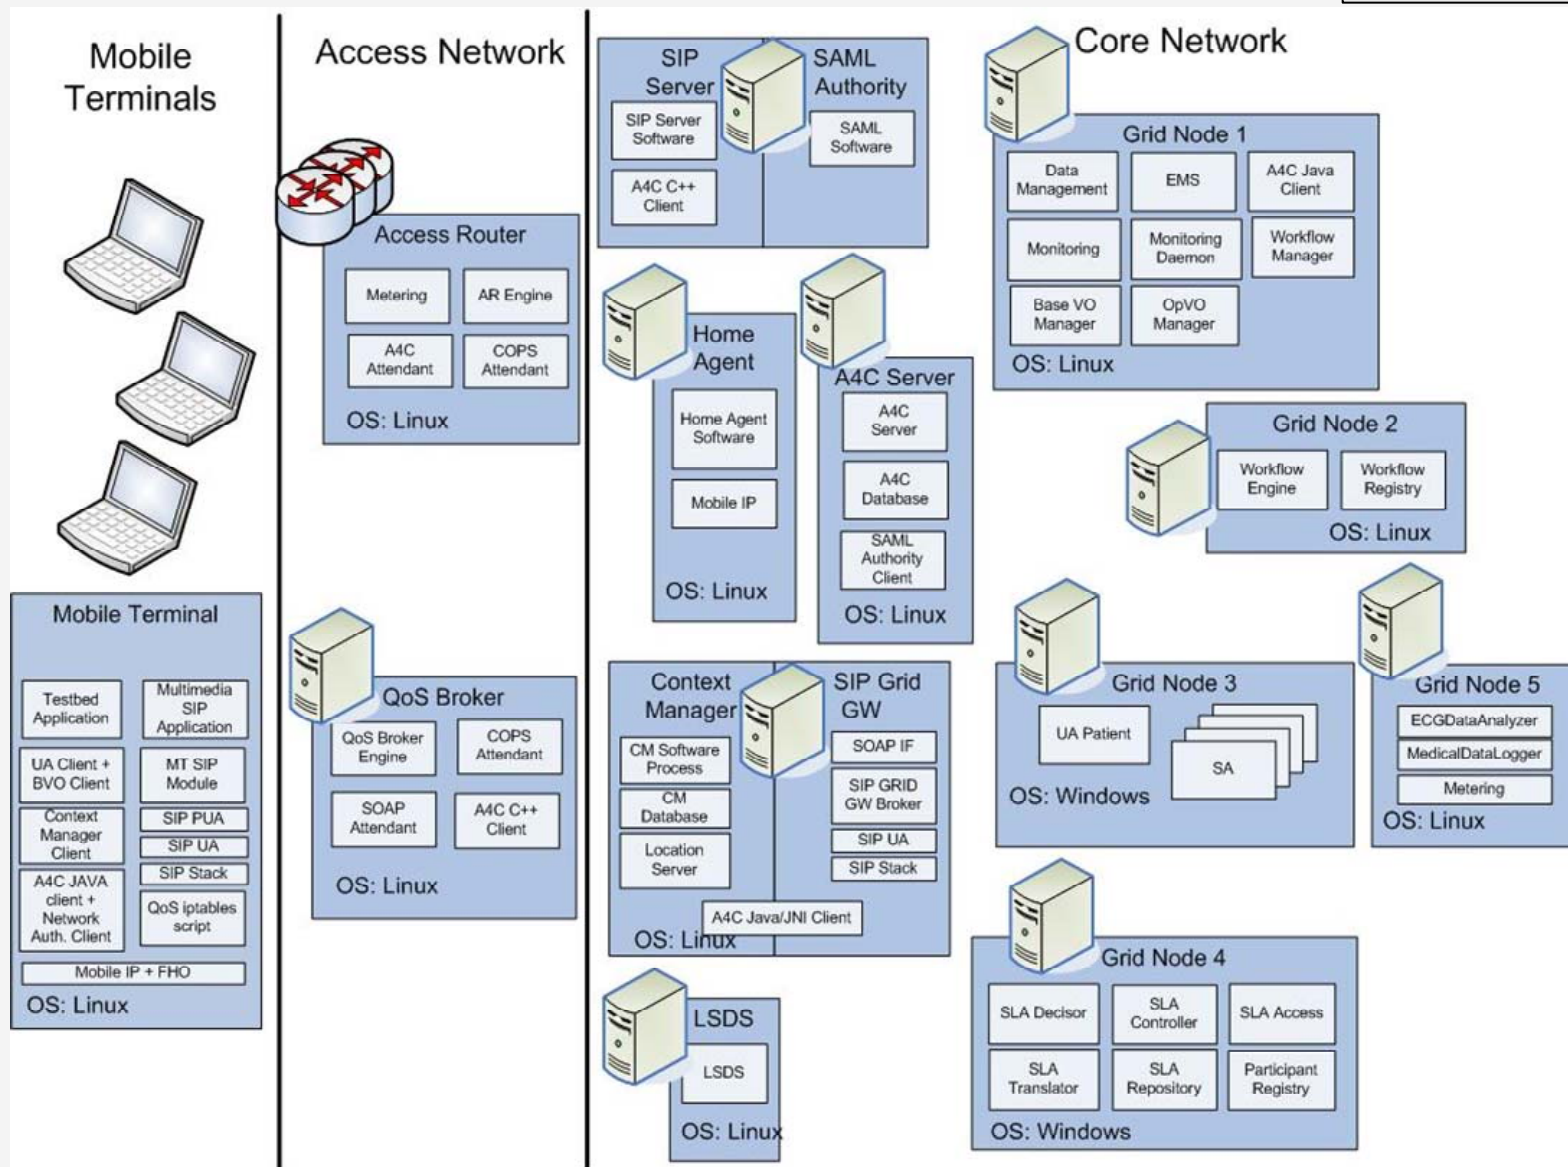 Mobile
Terminals
Mobile Terminal
Testbed
Application
Multimedia
SIP
Application
UA Client +
BVO Client
MT SIP
Module
Context
Manager
Client
SIP PUA
SIP UA
SIP Stack
A4C JAVA
client +
Network
Auth. Client
QoS iptables
script
Mobile IP + FHO
OS: Linux
Access Network
Access Router
Metering
AR Engine
A4C
Attendant
COPS
Attendant
OS: Linux
QoS Broker
QoS Broker
Engine
COPS
Attendant
SOAP
Attendant
A4C C++
Client
OS: Linux
Core Network
SIP
Server
SIP Server
Software
A4C C++
Client
SAML
Authority
SAML
Software
Home
Agent
Home Agent
Software
Mobile IP
OS: Linux
A4C Server
A4C
Server
A4C
Database
SAML
Authority
Client
OS: Linux
Context
Manager
CM Software
Process
CM
Database
Location
Server
SIP Grid
GW
SOAP IF
SIP GRID
GW Broker
SIP UA
SIP Stack
A4C Java/JNI Client
OS: Linux
LSDS
LSDS
OS: Linux
Grid Node 1
Data
Management
EMS
A4C Java
Client
Monitoring
Monitoring
Daemon
Workflow
Manager
Base VO
Manager
OpVO
Manager
OS: Linux
Grid Node 2
Workflow
Engine
Workflow
Registry
OS: Linux
Grid Node 3
UA Patient
SA
OS: Windows
Grid Node 5
ECGDataAnalyzer
MedicalDataLogger
Metering
OS: Linux
Grid Node 4
SLA Decisor
SLA
Controller
SLA Access
SLA
Translator
SLA
Repository
Participant
Registry
OS: Windows